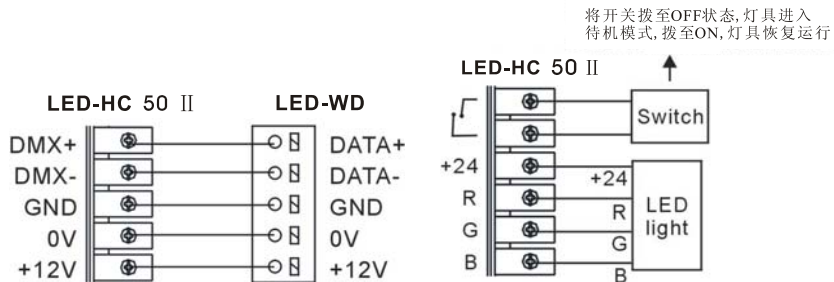 将开关拨至OFF状态,灯具进入
待机模式,拨至ON,灯具恢复运行
LED-HC 50 II
LED-WD
DMX+
DATA+
DMX-
DATA-
GND
GND
0V
0V
+12V
+12V
LED-HC 50 II
Switch
+24
+24
R
R
G
G
B
B
LED
light